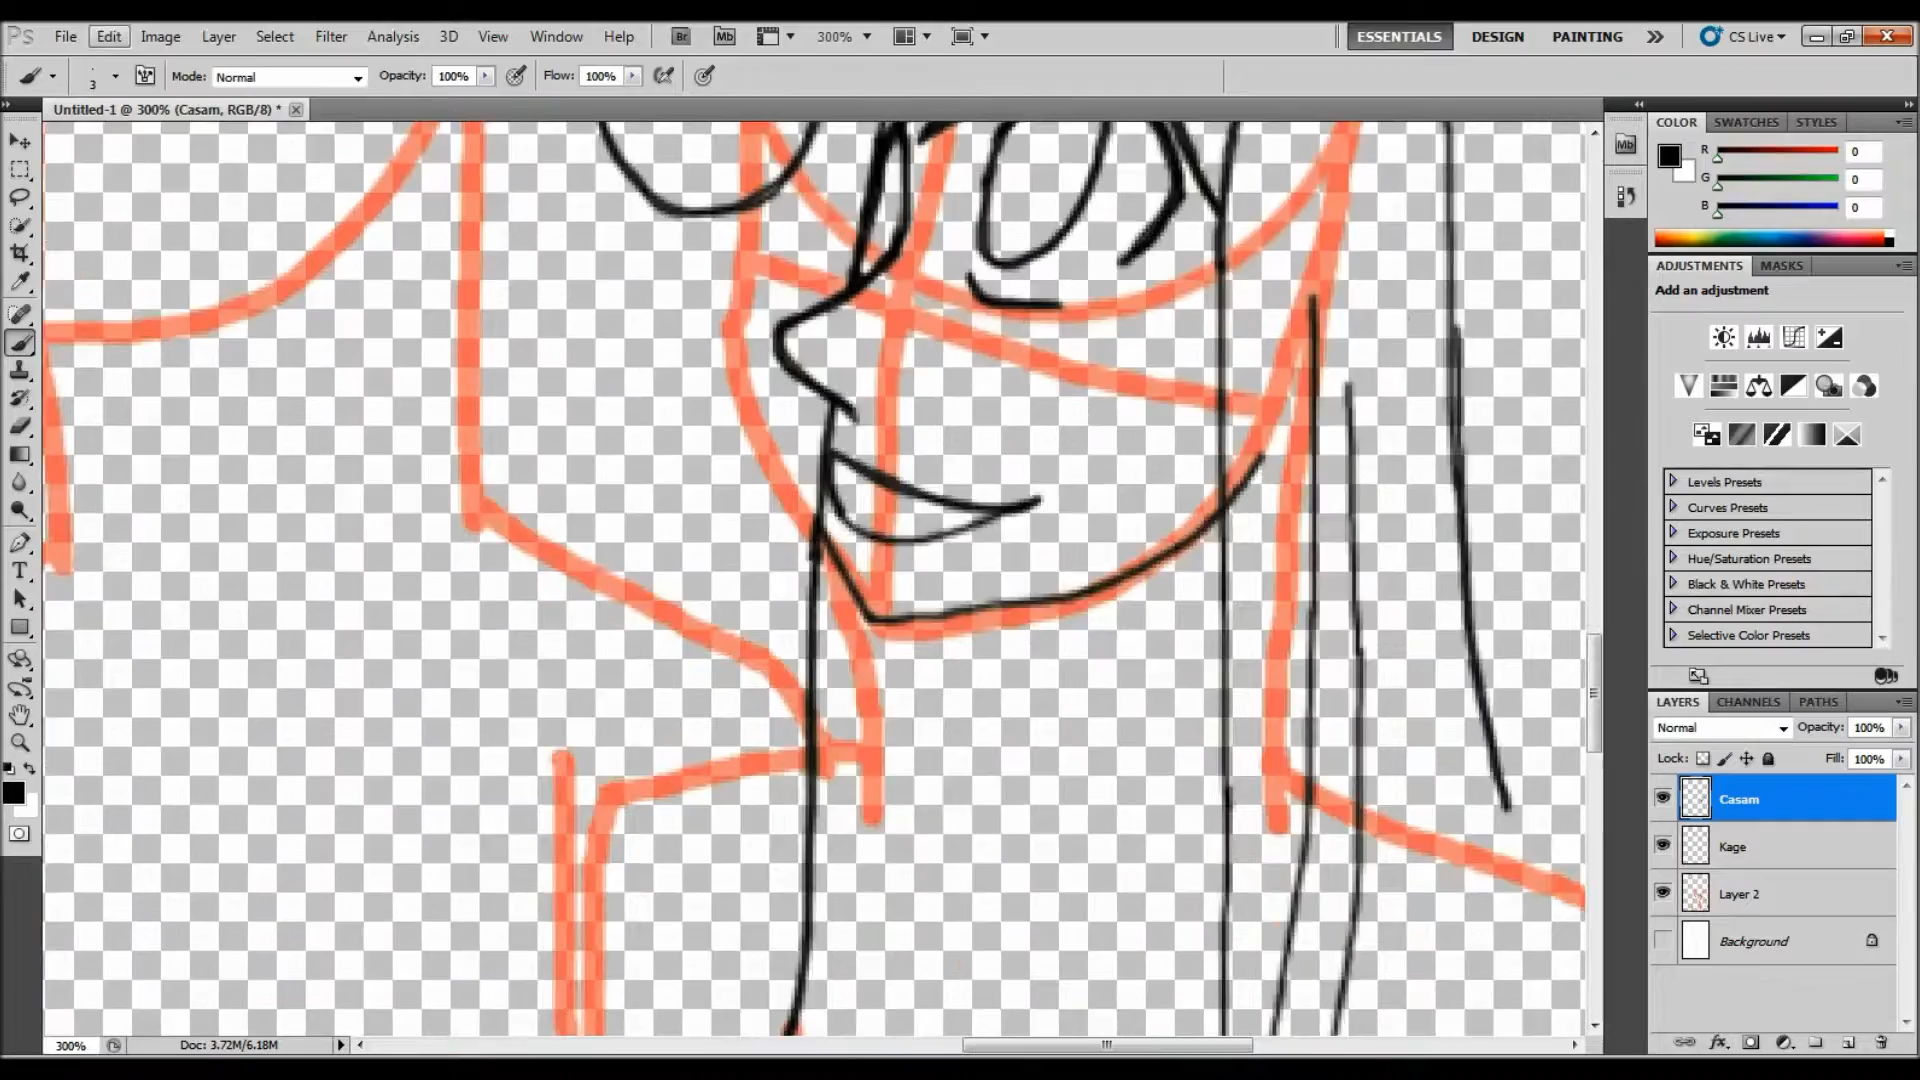 Ps File Edit Image Layer Select Filter Analysis 3D View Window Help Br Mb 300% ESSENTIALS DESIGN PAINTING CS Live
3 Mode: Normal Opacity: 100% Flow: 100%
Untitled-1 @ 300% (Casam, RGB/8) *
COLOR SWATCHES STYLES
Mb
R 0
G 0
B 0
ADJUSTMENTS MASKS
Add an adjustment
Levels Presets
Curves Presets
Exposure Presets
Hue/Saturation Presets
Black & White Presets
Channel Mixer Presets
Selective Color Presets
LAYERS CHANNELS PATHS
Normal Opacity: 100%
Lock: Fill: 100%
Casam
Kage
Layer 2
Background
T
300% Doc: 3.72M/6.18M
fx